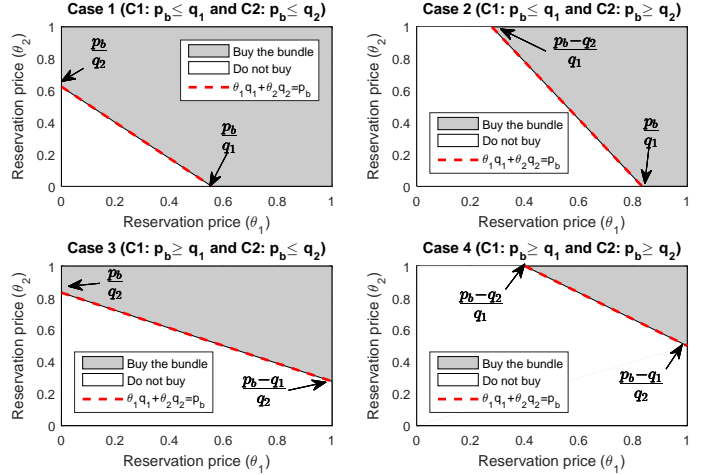 Case 1 (C1: p_b ≤ q_1 and C2: p_b ≤ q_2)
p_b/q_2
Buy the bundle
Do not buy
θ_1q_1+θ_2q_2=p_b
p_b/q_1
Reservation price (θ_2)
1
0.8
0.6
0.4
0.2
0
0 0.2 0.4 0.6 0.8 1
Reservation price (θ_1)
Case 2 (C1: p_b ≤ q_1 and C2: p_b ≥ q_2)
(p_b−q_2)/q_1
Buy the bundle
Do not buy
θ_1q_1+θ_2q_2=p_b
p_b/q_1
Reservation price (θ_2)
1
0.8
0.6
0.4
0.2
0
0 0.2 0.4 0.6 0.8 1
Reservation price (θ_1)
Case 3 (C1: p_b ≥ q_1 and C2: p_b ≤ q_2)
p_b/q_2
Buy the bundle
Do not buy
θ_1q_1+θ_2q_2=p_b
(p_b−q_1)/q_2
Reservation price (θ_2)
1
0.8
0.6
0.4
0.2
0
0 0.2 0.4 0.6 0.8 1
Reservation price (θ_1)
Case 4 (C1: p_b ≥ q_1 and C2: p_b ≥ q_2)
(p_b−q_2)/q_1
Buy the bundle
Do not buy
θ_1q_1+θ_2q_2=p_b
(p_b−q_1)/q_2
Reservation price (θ_2)
1
0.8
0.6
0.4
0.2
0
0 0.2 0.4 0.6 0.8 1
Reservation price (θ_1)